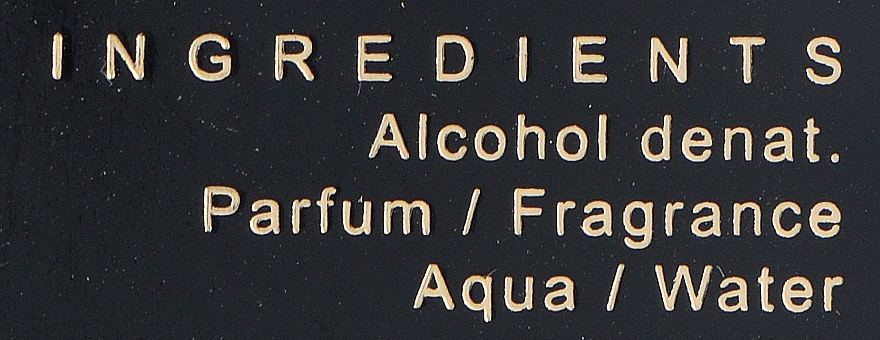 INGREDIENTS
Alcohol denat.
Parfum / Fragrance
Aqua / Water